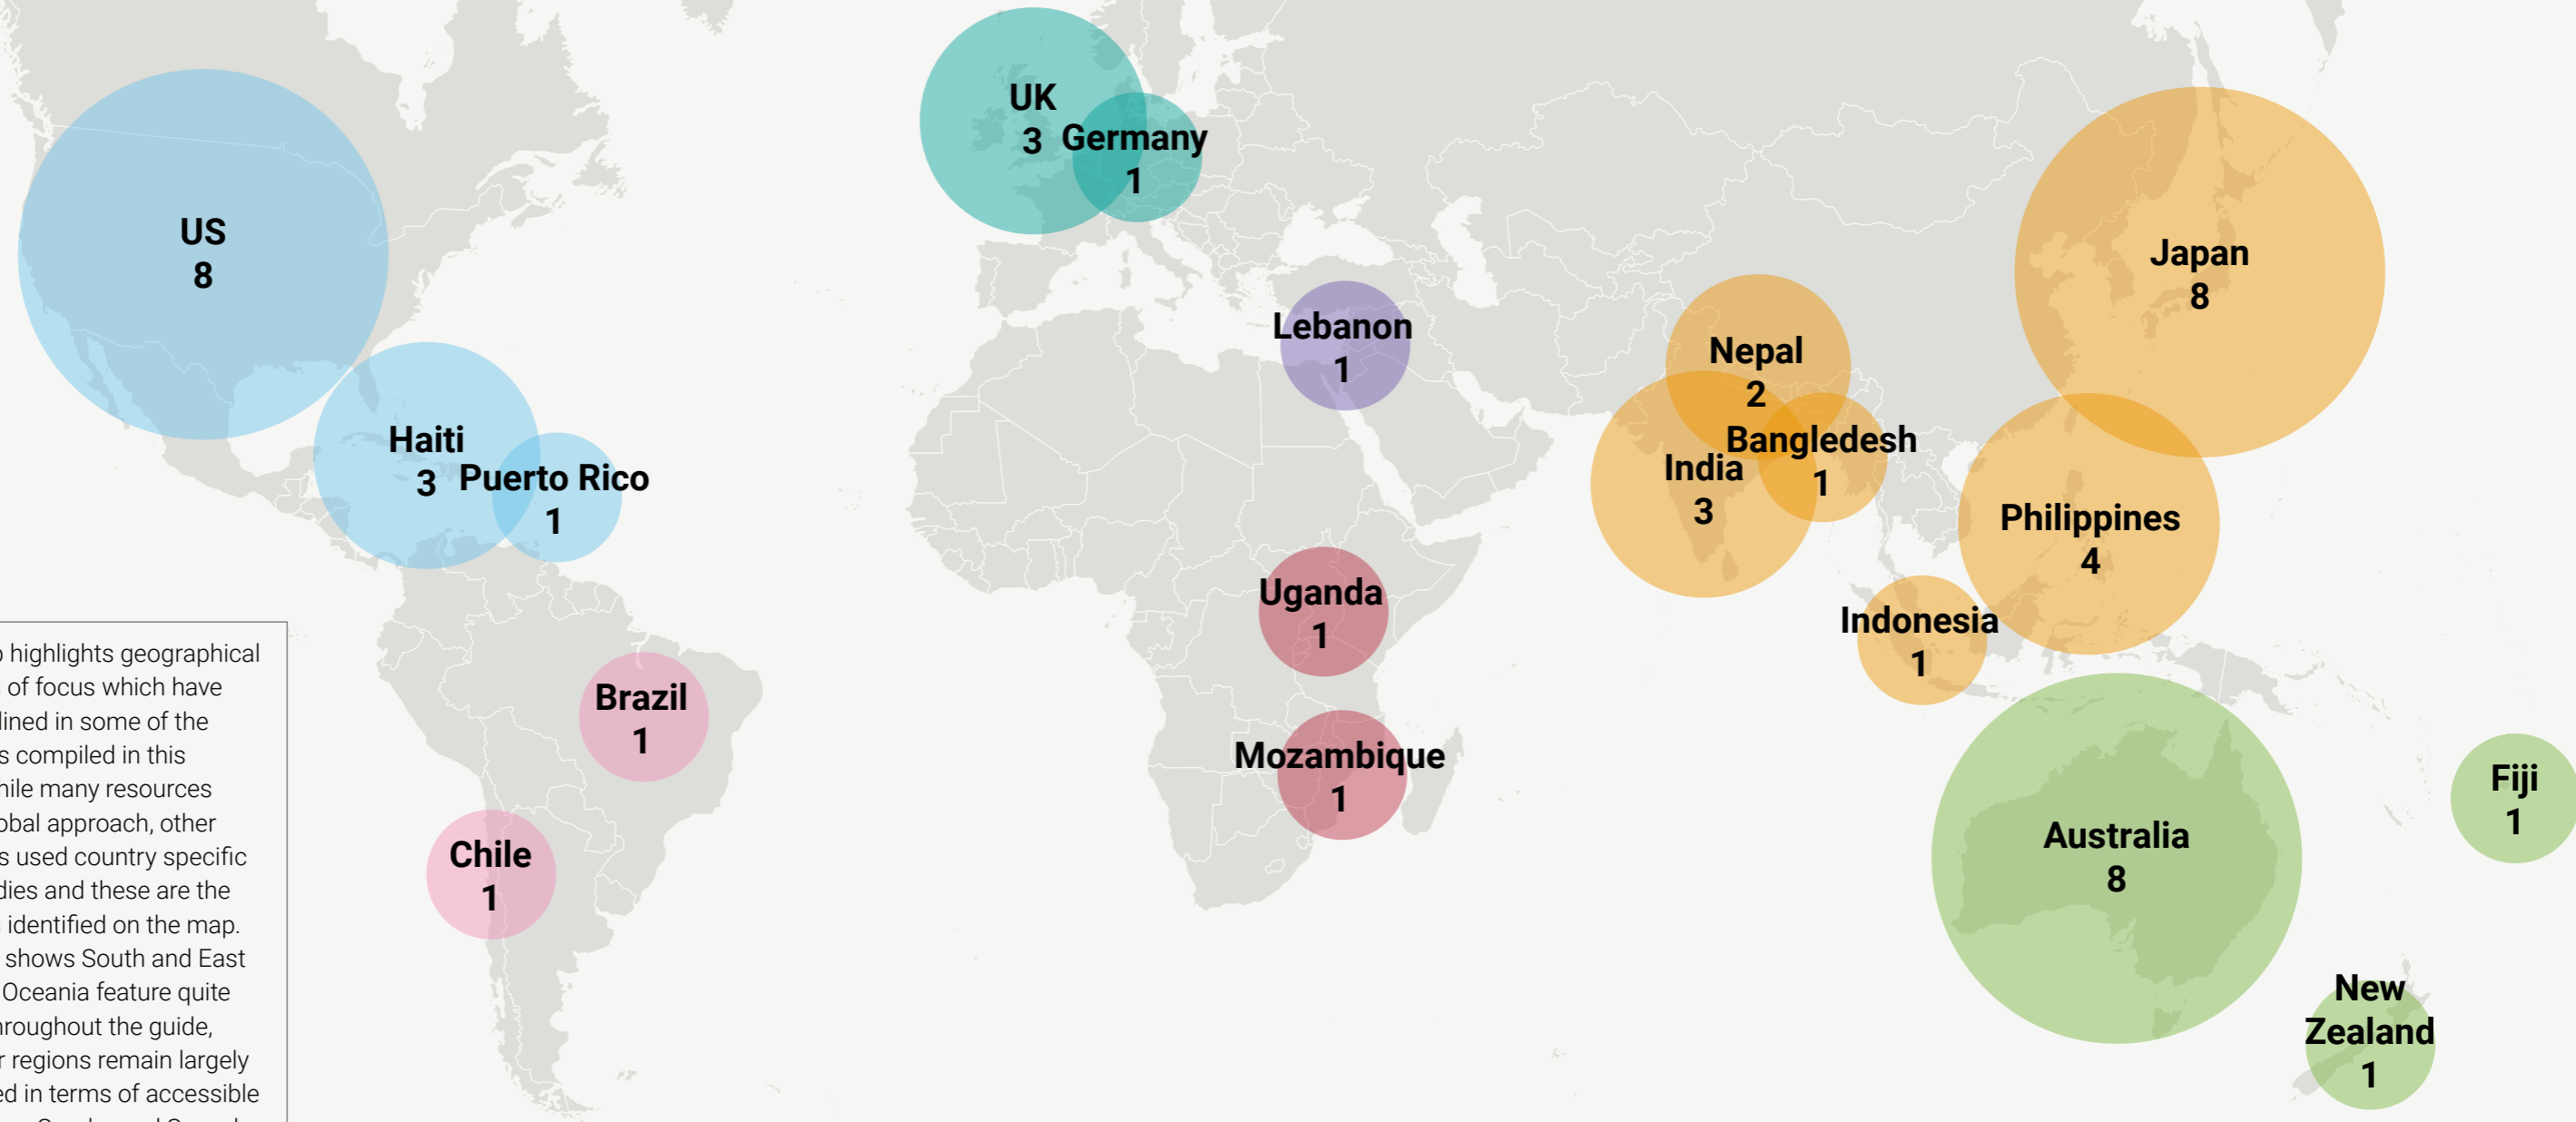 US
8
Haiti
3
Puerto Rico
1
UK
3
Germany
1
Lebanon
1
Nepal
2
Bangledesh
1
India
3
Japan
8
Philippines
4
Indonesia
1
Uganda
1
Mozambique
1
Brazil
1
Chile
1
Australia
8
Fiji
1
New
Zealand
1
highlights geographical
of focus which have
lined in some of the
s compiled in this
hile many resources
obal approach, other
s used country specific
dies and these are the
identified on the map.
shows South and East
Oceania feature quite
hroughout the guide,
r regions remain largely
ed in terms of accessible